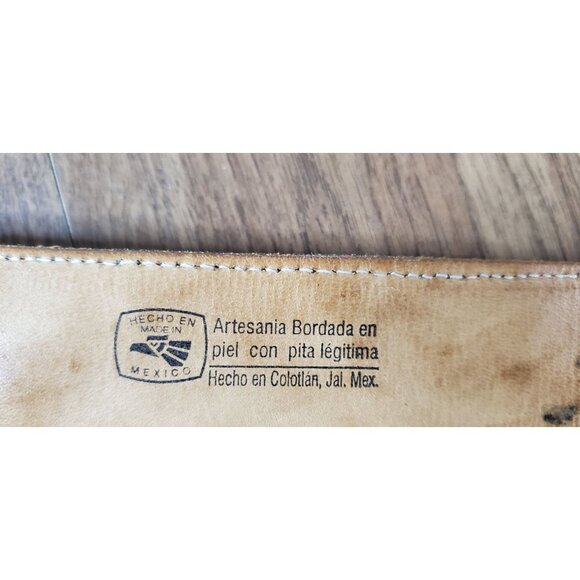 HECHO EN
MADE IN
MEXICO
Artesania Bordada en
piel con pita légitima
Hecho en Colotlán, Jal. Mex.